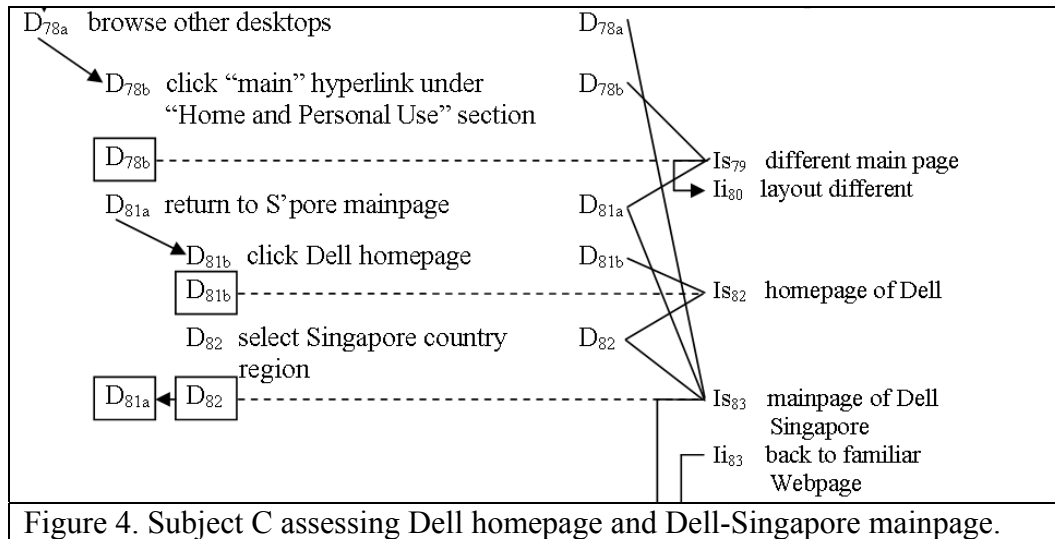 D78a browse other desktops D78a
D78b click “main” hyperlink under D78b
“Home and Personal Use” section
D78b Is79 different main page
Ii80 layout different
D81a return to S’pore mainpage D81a
D81b click Dell homepage D81b
D81b Is82 homepage of Dell
D82 select Singapore country D82
region
D81a D82 Is83 mainpage of Dell
Singapore
Ii83 back to familiar
Webpage
Figure 4. Subject C assessing Dell homepage and Dell-Singapore mainpage.